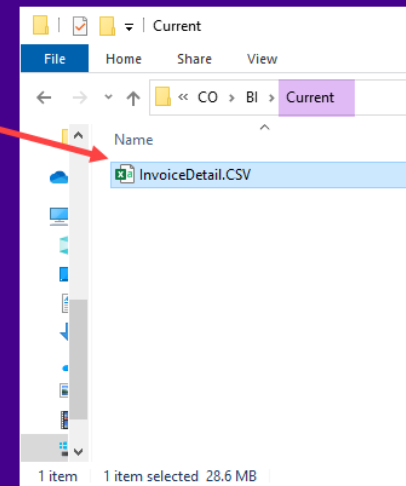 Current
File Home Share View
« CO › BI › Current
Name
InvoiceDetail.CSV
1 item 1 item selected 28.6 MB